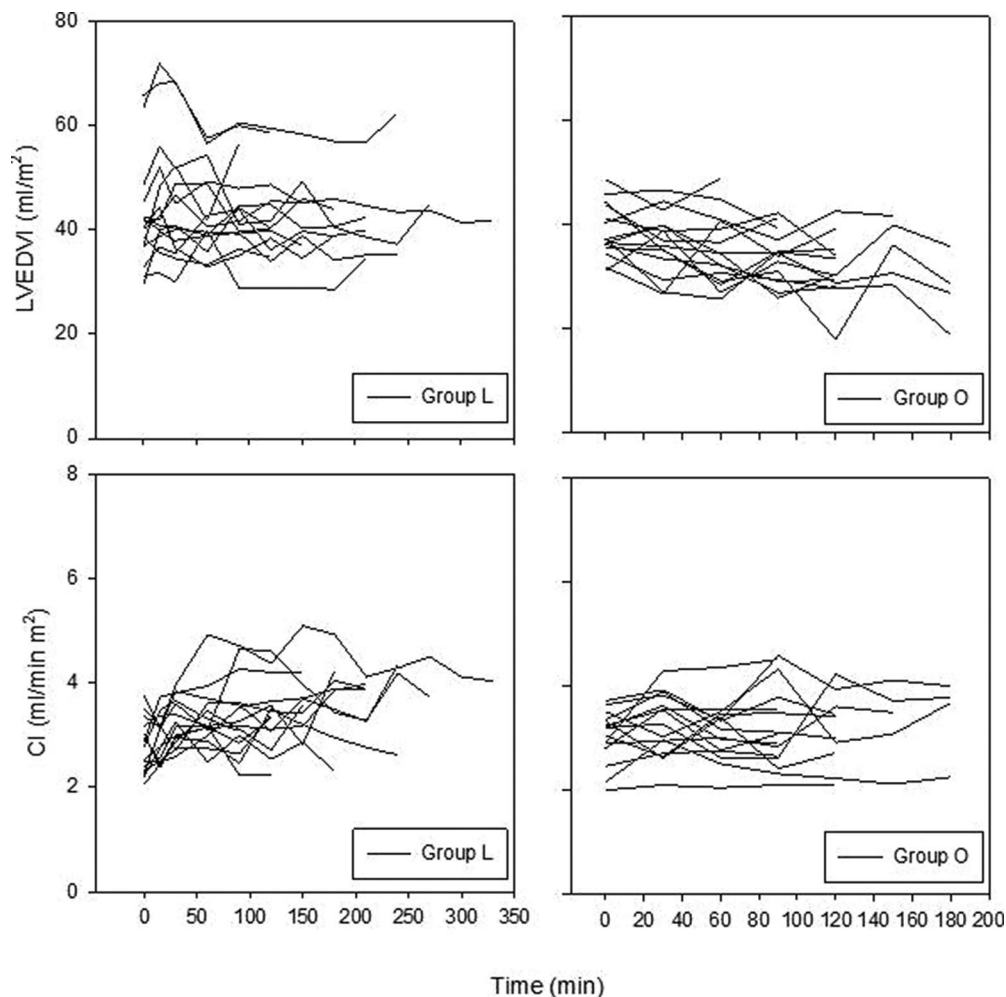 80
60
40
20
0
LVEDVI (ml/m²)
Group L
Group O
8
6
4
2
0
CI (ml/min m²)
Group L
Group O
0 50 100 150 200 250 300 350
0 20 40 60 80 100 120 140 160 180 200
Time (min)